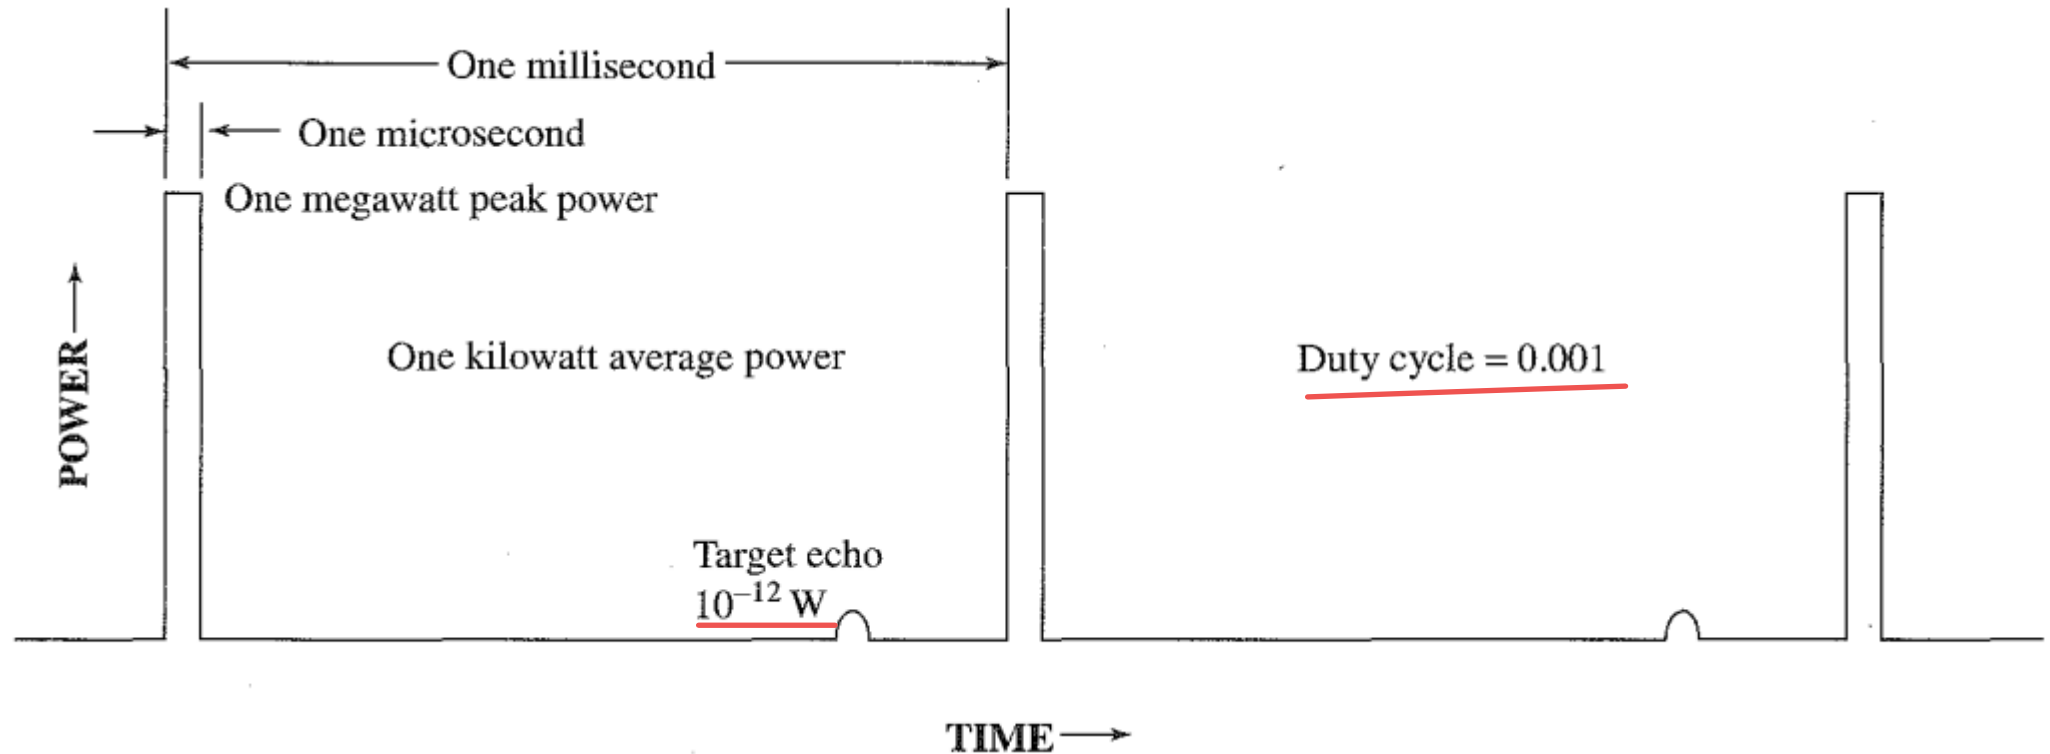 One millisecond
One microsecond
One megawatt peak power
POWER
One kilowatt average power
Duty cycle = 0.001
Target echo
10⁻¹² W
TIME